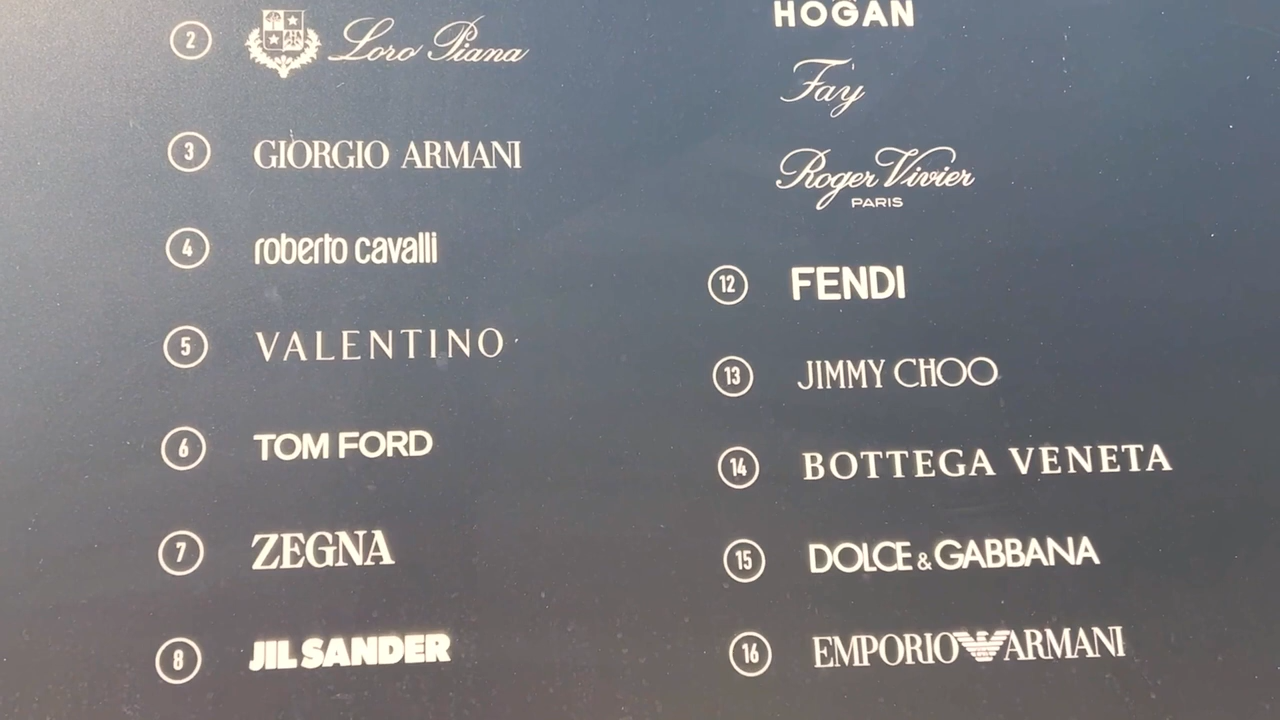 2 Loro Piana
3 GIORGIO ARMANI
4 roberto cavalli
5 VALENTINO
6 TOM FORD
7 ZEGNA
8 JIL SANDER
HOGAN
Fay
Roger Vivier
PARIS
12 FENDI
13 JIMMY CHOO
14 BOTTEGA VENETA
15 DOLCE & GABBANA
16 EMPORIO ARMANI